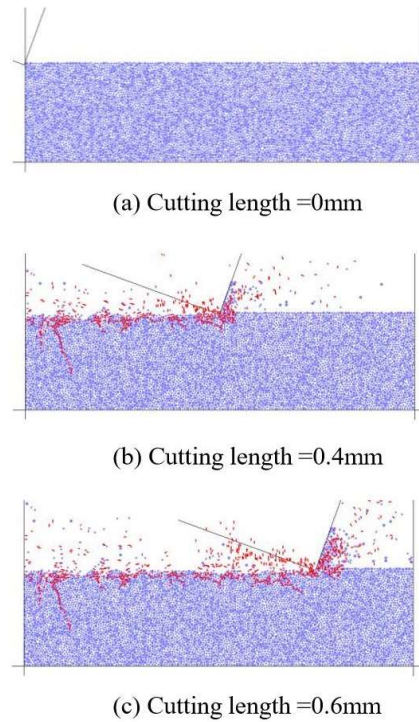 (a) Cutting length =0mm
(b) Cutting length =0.4mm
(c) Cutting length =0.6mm